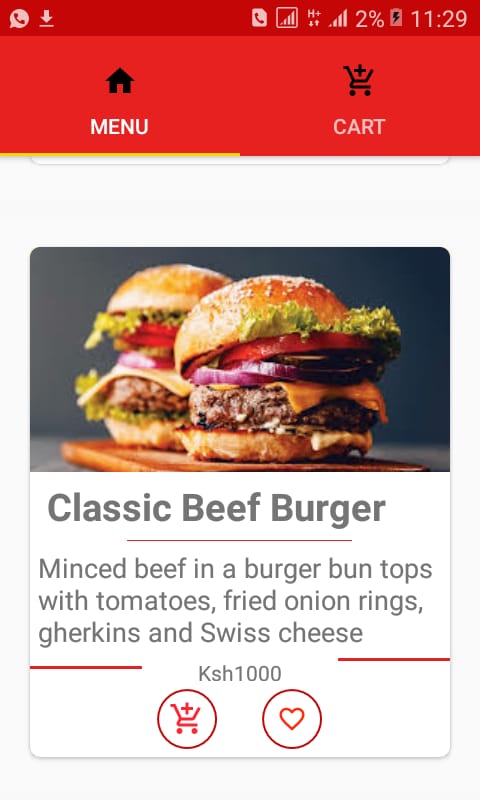 H+ 2% 11:29
MENU CART
Classic Beef Burger
Minced beef in a burger bun tops
with tomatoes, fried onion rings,
gherkins and Swiss cheese
Ksh1000